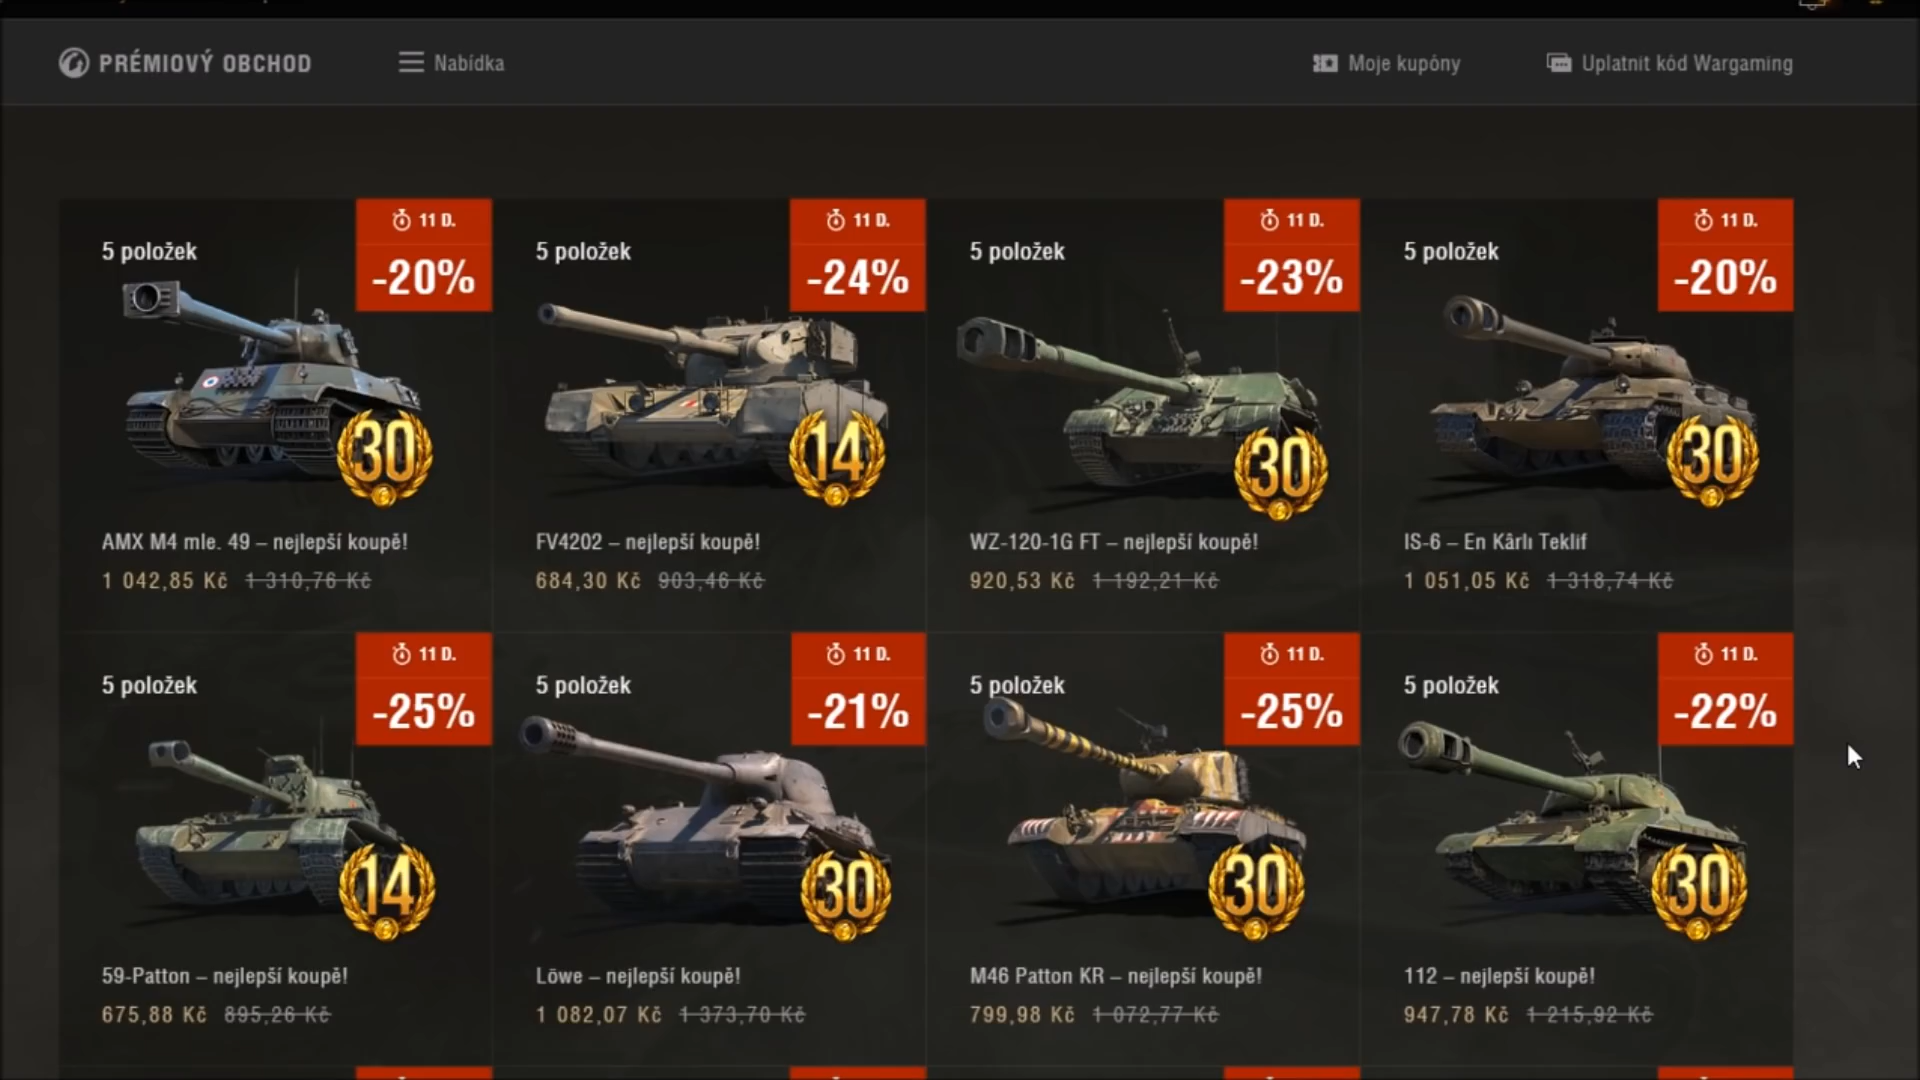 PRÉMIOVÝ OBCHOD
Nabídka
Moje kupóny
Uplatnit kód Wargaming
5 položek
11 D.
-20%
30
AMX M4 mle. 49 – nejlepší koupě!
1 042,85 Kč 1 310,76 Kč
5 položek
11 D.
-24%
14
FV4202 – nejlepší koupě!
684,30 Kč 903,46 Kč
5 položek
11 D.
-23%
30
WZ-120-1G FT – nejlepší koupě!
920,53 Kč 1 192,21 Kč
5 položek
11 D.
-20%
30
IS-6 – En Kârlı Teklif
1 051,05 Kč 1 318,74 Kč
5 položek
11 D.
-25%
14
59-Patton – nejlepší koupě!
675,88 Kč 895,26 Kč
5 položek
11 D.
-21%
30
Löwe – nejlepší koupě!
1 082,07 Kč 1 373,70 Kč
5 položek
11 D.
-25%
30
M46 Patton KR – nejlepší koupě!
799,98 Kč 1 072,77 Kč
5 položek
11 D.
-22%
30
112 – nejlepší koupě!
947,78 Kč 1 215,92 Kč